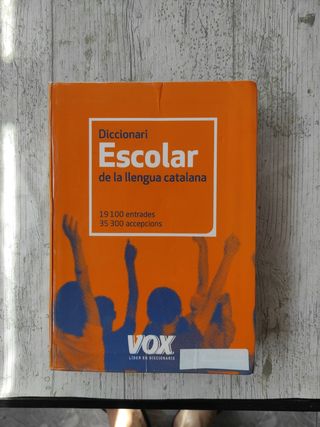 Diccionari
Escolar
de la llengua catalana
19 100 entrades
35 300 accepcions
VOX
LÍDER EN DICCIONARIS